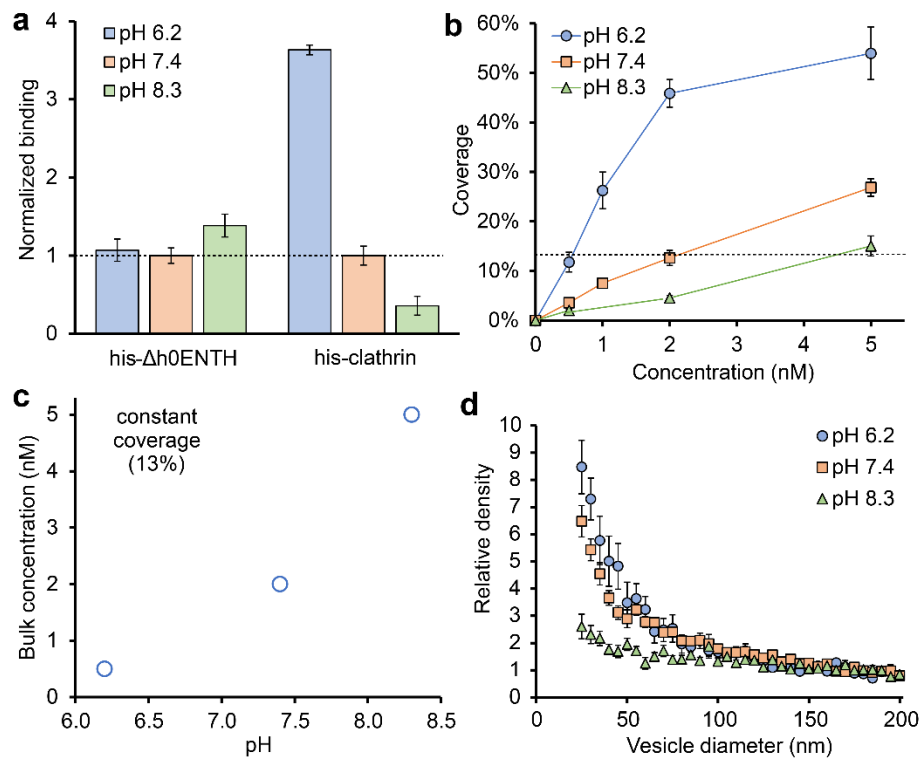 a
pH 6.2
pH 7.4
pH 8.3
4
3
2
1
0
Normalized binding
his-Δh0ENTH
his-clathrin
b
pH 6.2
pH 7.4
pH 8.3
60%
50%
40%
30%
20%
10%
0%
Coverage
0 1 2 3 4 5
Concentration (nM)
c
constant
coverage
(13%)
5
4
3
2
1
0
Bulk concentration (nM)
6.0 6.5 7.0 7.5 8.0 8.5
pH
d
pH 6.2
pH 7.4
pH 8.3
10
9
8
7
6
5
4
3
2
1
0
Relative density
0 50 100 150 200
Vesicle diameter (nm)